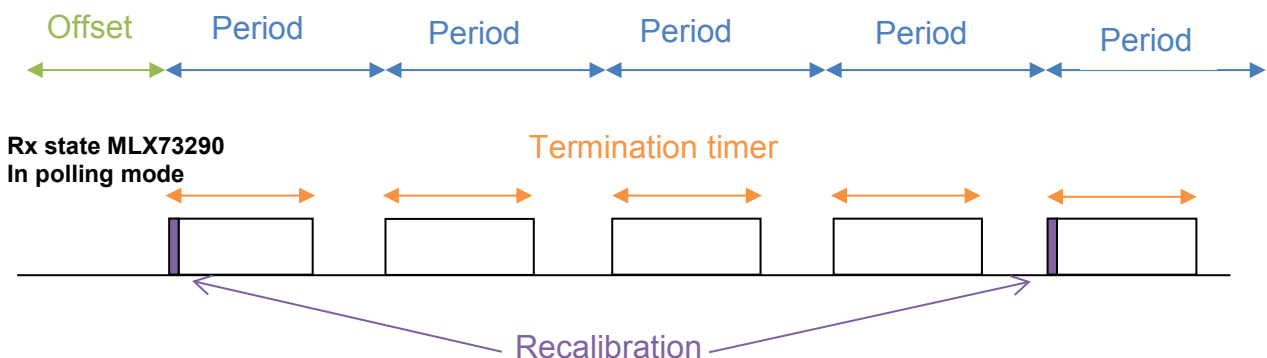 Offset
Period
Period
Period
Period
Period
Rx state MLX73290
In polling mode
Termination timer
Recalibration